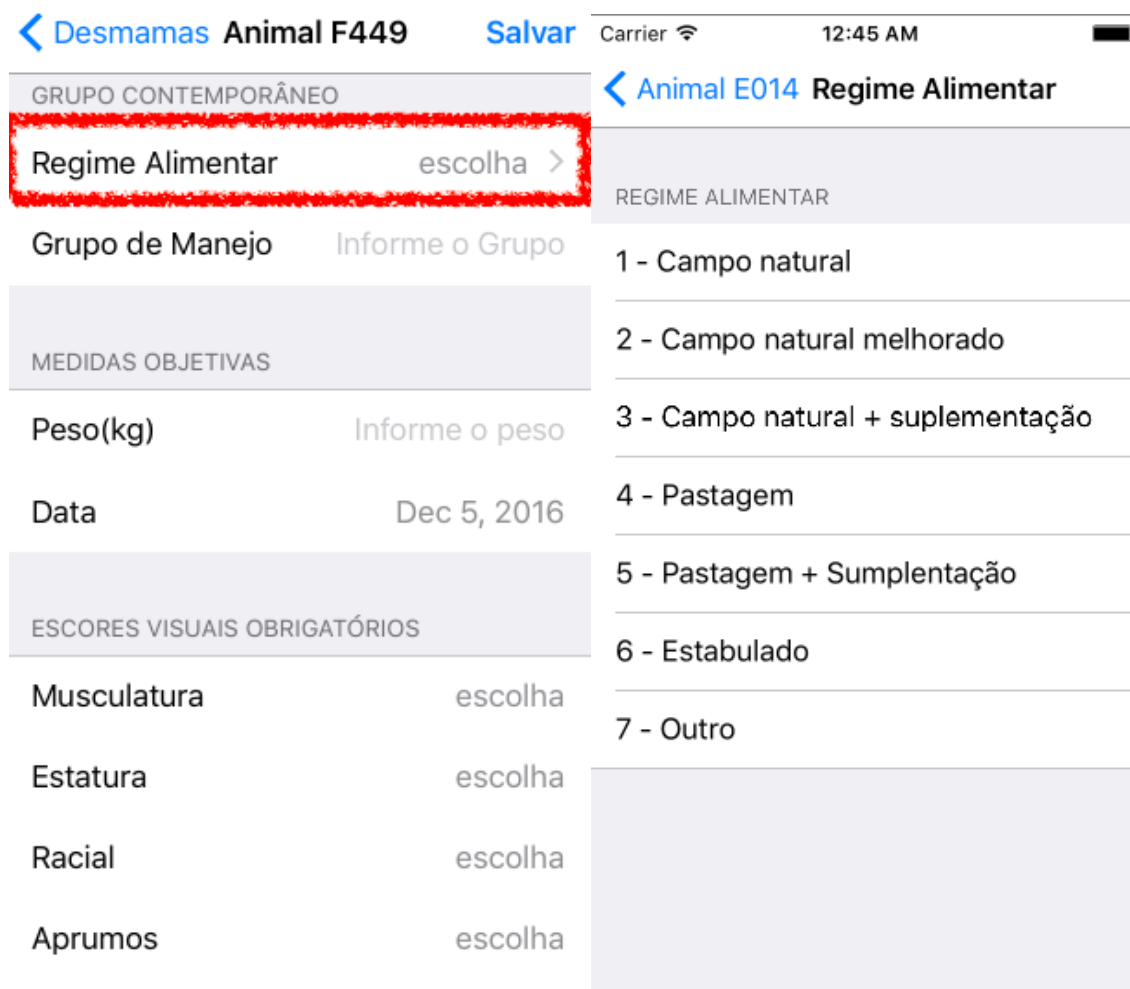 Desmamas Animal F449 Salvar
GRUPO CONTEMPORÂNEO
Regime Alimentar escolha
Grupo de Manejo Informe o Grupo
MEDIDAS OBJETIVAS
Peso(kg) Informe o peso
Data Dec 5, 2016
ESCORES VISUAIS OBRIGATÓRIOS
Musculatura escolha
Estatura escolha
Racial escolha
Aprumos escolha
Carrier 12:45 AM
Animal E014 Regime Alimentar
REGIME ALIMENTAR
1 - Campo natural
2 - Campo natural melhorado
3 - Campo natural + suplementação
4 - Pastagem
5 - Pastagem + Sumplentação
6 - Estabulado
7 - Outro